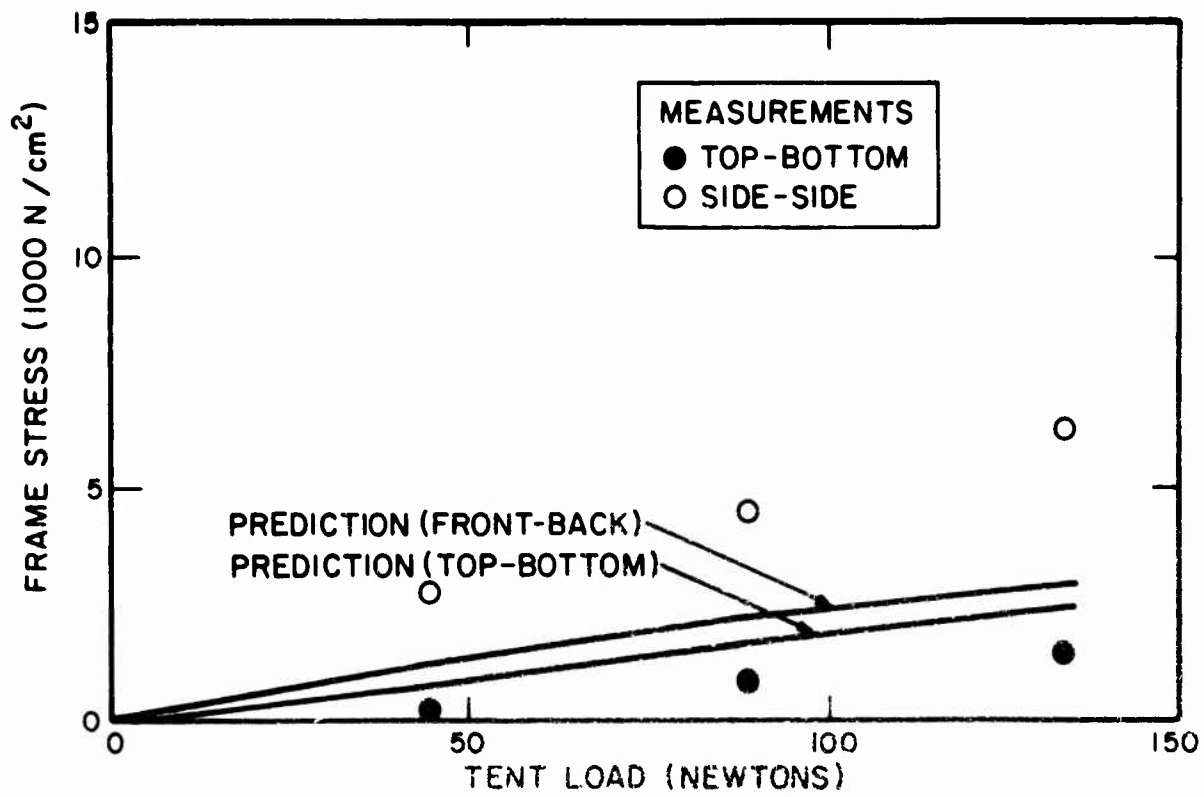 15
10
5
0
FRAME STRESS (1000 N/cm²)
MEASUREMENTS
● TOP-BOTTOM
○ SIDE-SIDE
PREDICTION (FRONT-BACK)
PREDICTION (TOP-BOTTOM)
0 50 100 150
TENT LOAD (NEWTONS)